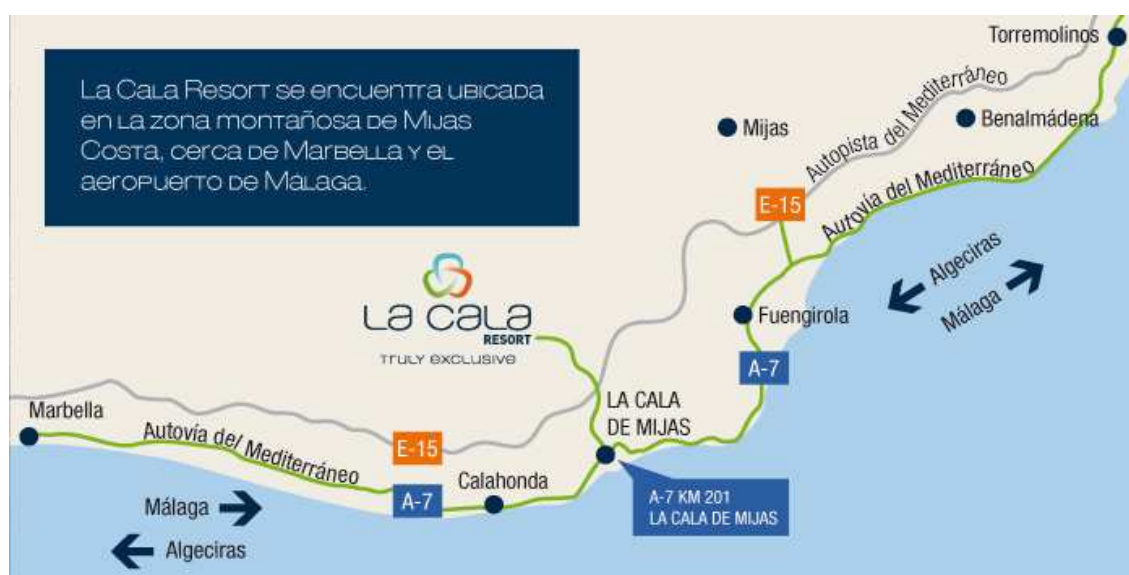 La Cala Resort se encuentra ubicada
en la zona montañosa de Mijas
Costa, cerca de Marbella y el
aeropuerto de Málaga.
Torremolinos
Autopista del Mediterráneo
Benalmádena
Mijas
Autovía del Mediterráneo
E-15
Algeciras
Málaga
La Cala
RESORT
Truly exclusive
Fuengirola
A-7
LA CALA
DE MIJAS
Marbella
Autovía del Mediterráneo
E-15
Calahonda
A-7
A-7 KM 201
LA CALA DE MIJAS
Málaga
Algeciras